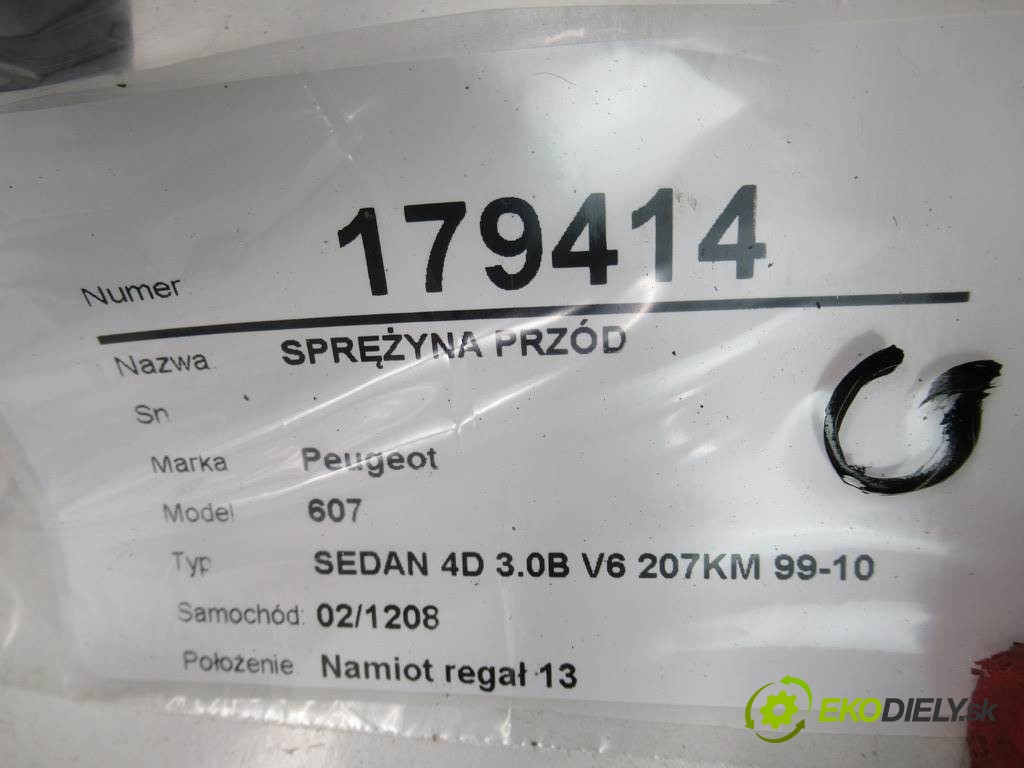 Numer 179414
Nazwa. SPRĘŻYNA PRZÓD
Sn
Marka Peugeot
Model 607
Typ SEDAN 4D 3.0B V6 207KM 99-10
Samochód: 02/1208
Położenie. Namiot regał 13
EKODIELY.sk